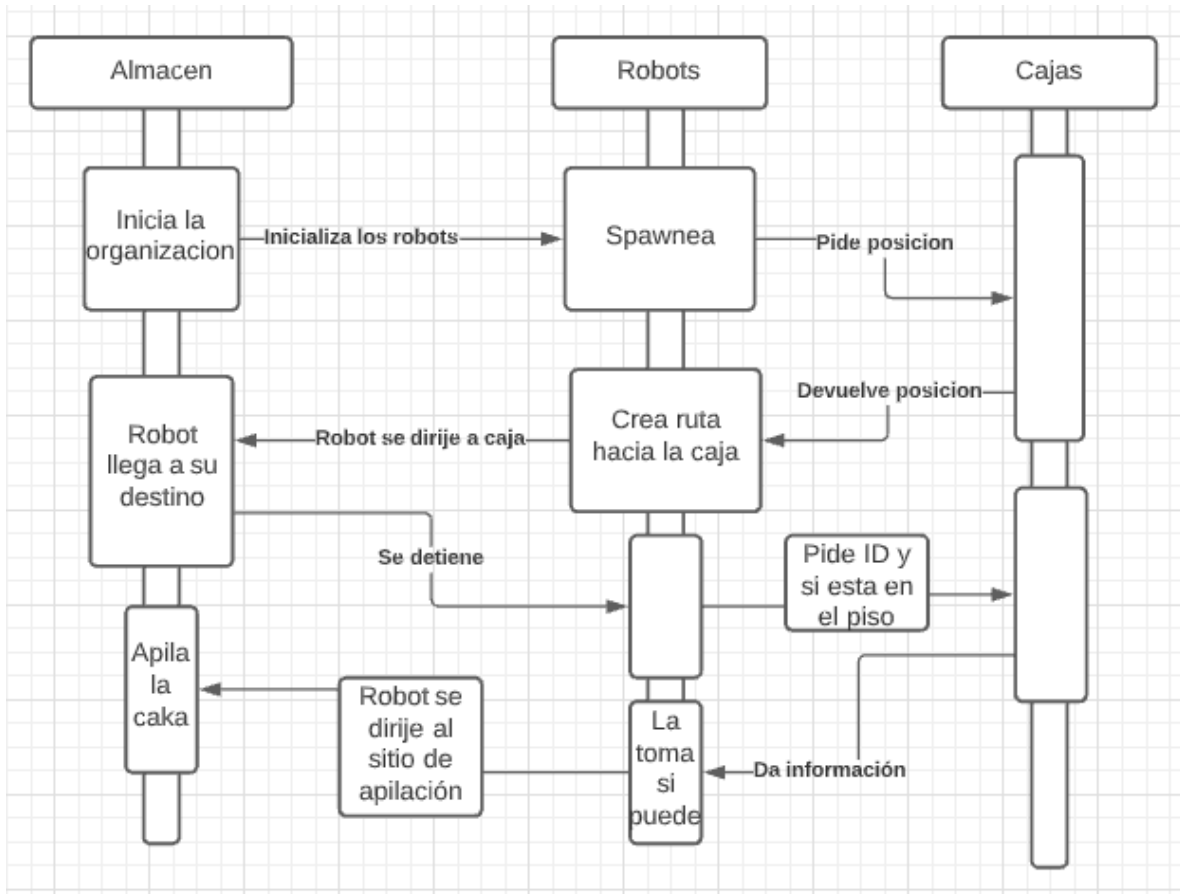 Almacen
Robots
Cajas
Inicia la
organizacion
Inicializa los robots
Spawnea
Pide posicion
Devuelve posicion
Crea ruta
hacia la caja
Robot se dirije a caja
Robot
llega a su
destino
Se detiene
Pide ID y
si esta en
el piso
Apila
la
caka
Robot se
dirije al
sitio de
apilación
La
toma
si
puede
Da información